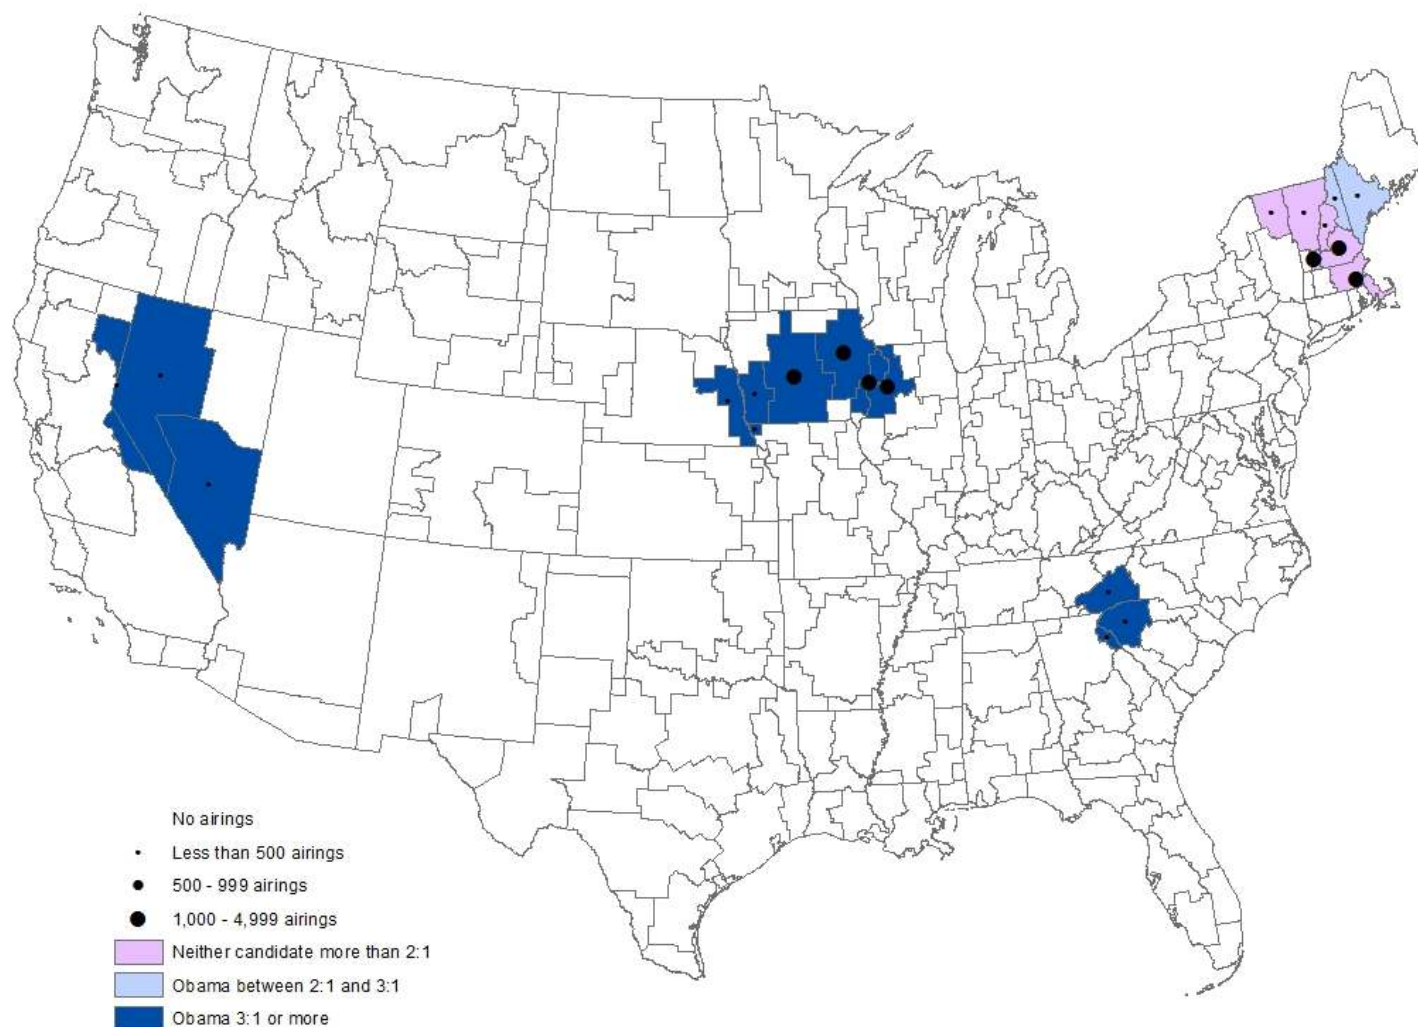 No airings
Less than 500 airings
500 - 999 airings
1,000 - 4,999 airings
Neither candidate more than 2:1
Obama between 2:1 and 3:1
Obama 3:1 or more